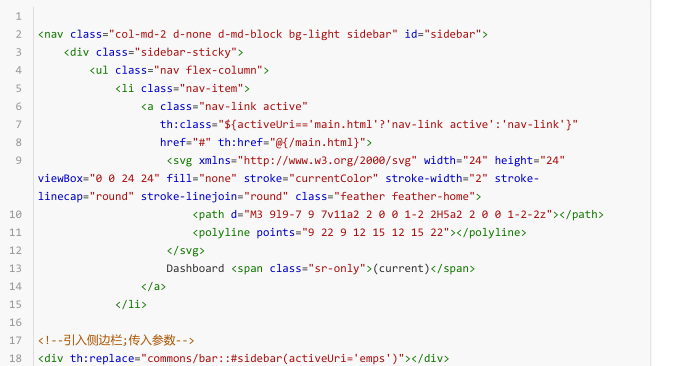 1
2 <nav class="col-md-2 d-none d-md-block bg-light sidebar" id="sidebar">
3 <div class="sidebar-sticky">
4 <ul class="nav flex-column">
5 <li class="nav-item">
6 <a class="nav-link active"
7 th:class="${activeUri=='main.html'?'nav-link active':'nav-link'}"
8 href="#" th:href="@{/main.html}">
9 <svg xmlns="http://www.w3.org/2000/svg" width="24" height="24"
viewBox="0 0 24 24" fill="none" stroke="currentColor" stroke-width="2" stroke-
linecap="round" stroke-linejoin="round" class="feather feather-home">
10 <path d="M3 9l9-7 9 7v11a2 2 0 0 1-2 2H5a2 2 0 0 1-2-2z"></path>
11 <polyline points="9 22 9 12 15 12 15 22"></polyline>
12 </svg>
13 Dashboard <span class="sr-only">(current)</span>
14 </a>
15 </li>
16
17 <!--引入侧边栏;传入参数-->
18 <div th:replace="commons/bar::#sidebar(activeUri='emps')"></div>